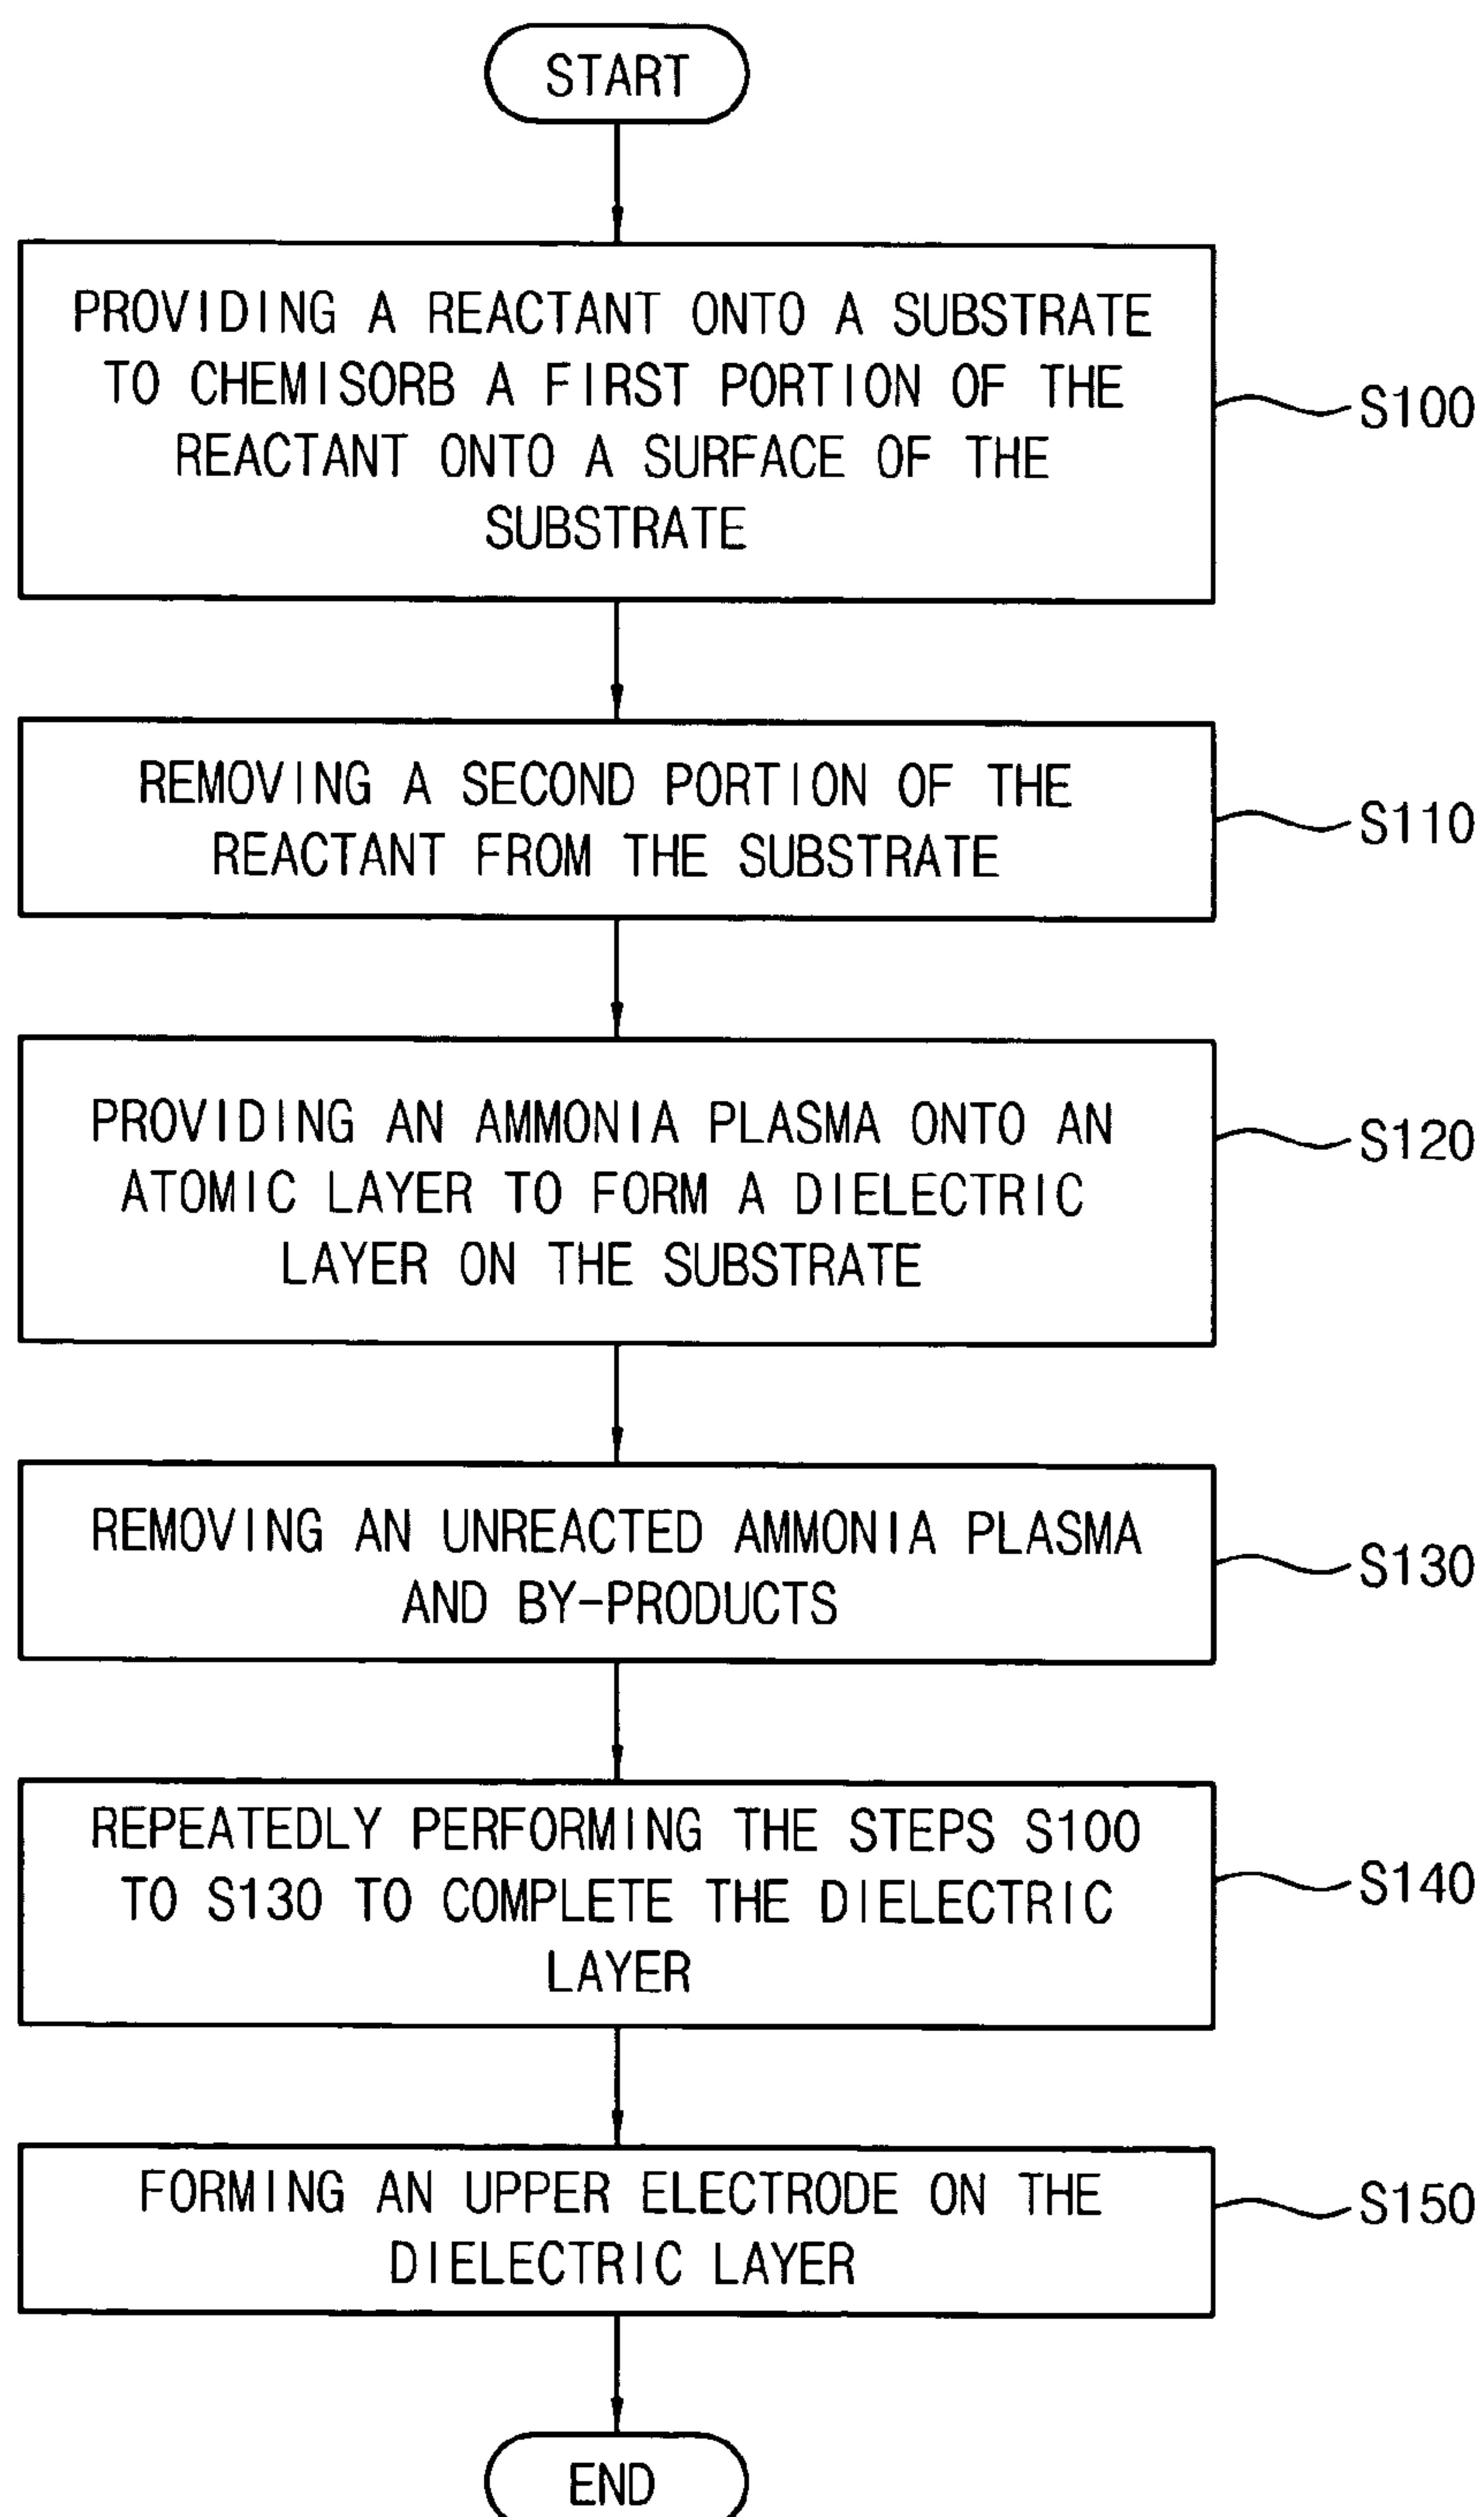 START
PROVIDING A REACTANT ONTO A SUBSTRATE
TO CHEMISORB A FIRST PORTION OF THE
REACTANT ONTO A SURFACE OF THE
SUBSTRATE
S100
REMOVING A SECOND PORTION OF THE
REACTANT FROM THE SUBSTRATE
S110
PROVIDING AN AMMONIA PLASMA ONTO AN
ATOMIC LAYER TO FORM A DIELECTRIC
LAYER ON THE SUBSTRATE
S120
REMOVING AN UNREACTED AMMONIA PLASMA
AND BY-PRODUCTS
S130
REPEATEDLY PERFORMING THE STEPS S100
TO S130 TO COMPLETE THE DIELECTRIC
LAYER
S140
FORMING AN UPPER ELECTRODE ON THE
DIELECTRIC LAYER
S150
END